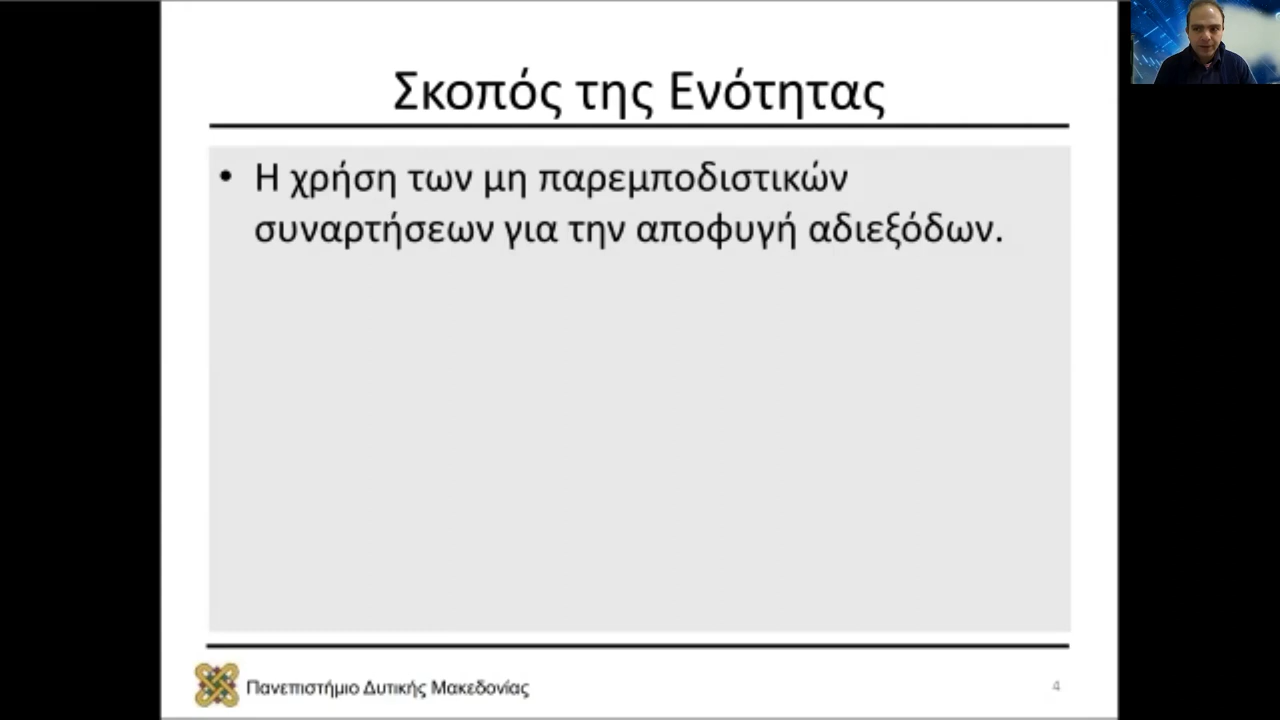 Σκοπός της Ενότητας
• Η χρήση των μη παρεμποδιστικών
συναρτήσεων για την αποφυγή αδιεξόδων.
Πανεπιστήμιο Δυτικής Μακεδονίας
4